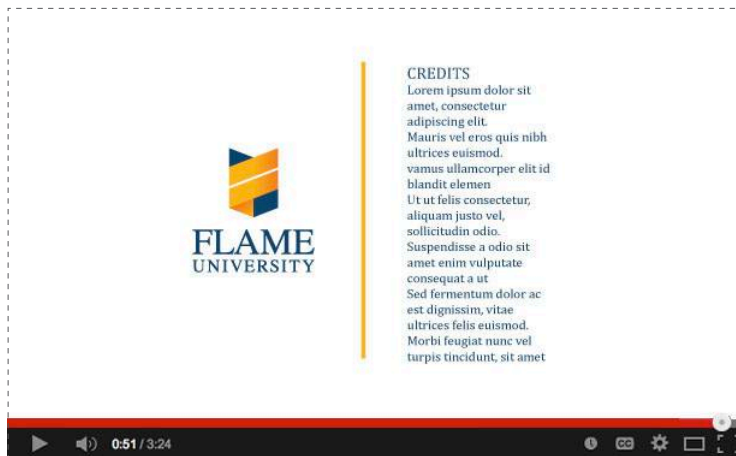 FLAME
UNIVERSITY
CREDITS
Lorem ipsum dolor sit
amet, consectetur
adipiscing elit.
Mauris vel eros quis nibh
ultrices euismod.
vamus ullamcorper elit id
blandit elemen
Ut ut felis consectetur,
aliquam justo vel,
sollicitudin odio.
Suspendisse a odio sit
amet enim vulputate
consequat a ut
Sed fermentum dolor ac
est dignissim, vitae
ultrices felis euismod.
Morbi feugiat nunc vel
turpis tincidunt, sit amet
0:51 / 3:24
CC